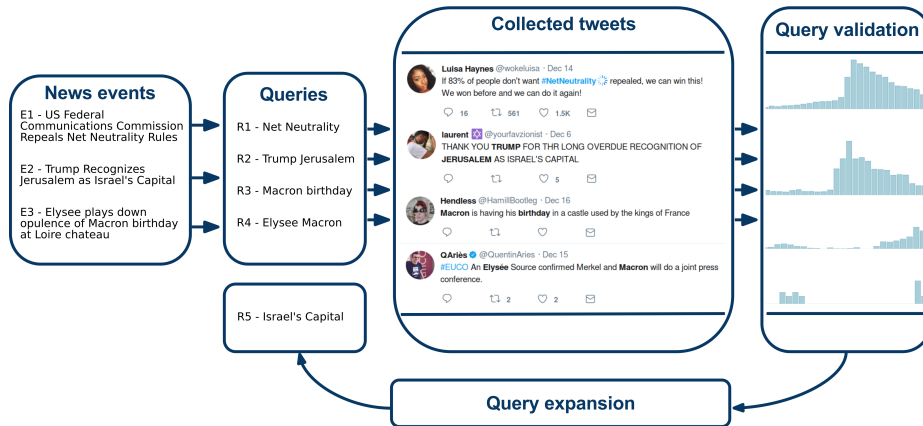 News events
E1 - US Federal
Communications Commission
Repeals Net Neutrality Rules
E2 - Trump Recognizes
Jerusalem as Israel's Capital
E3 - Elysee plays down
opulence of Macron birthday
at Loire chateau
Queries
R1 - Net Neutrality
R2 - Trump Jerusalem
R3 - Macron birthday
R4 - Elysee Macron
R5 - Israel's Capital
Collected tweets
Luisa Haynes @wokeluisa · Dec 14
If 83% of people don't want #NetNeutrality repealed, we can win this!
We won before and we can do it again!
16 561 1.5K
laurent @yourfavzionist · Dec 6
THANK YOU TRUMP FOR THR LONG OVERDUE RECOGNITION OF
JERUSALEM AS ISRAEL'S CAPITAL
5
Hendless @HamillBootleg · Dec 16
Macron is having his birthday in a castle used by the kings of France
QAriès @QuentinAries · Dec 15
#EUCO An Elysée Source confirmed Merkel and Macron will do a joint press
conference.
2 2
Query validation
Query expansion